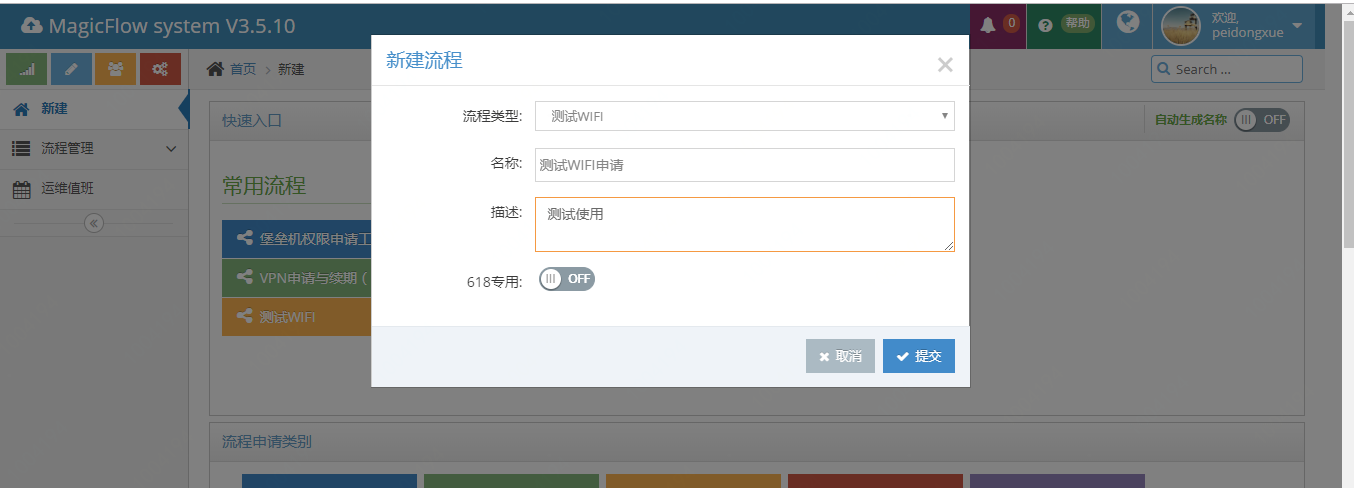 MagicFlow system V3.5.10
0
帮助
欢迎,
peidongxue
首页 > 新建
Search ...
新建
流程管理
运维值班
快速入口
自动生成名称
OFF
常用流程
堡垒机权限申请工
VPN申请与续期（
测试WIFI
新建流程
流程类型: 测试WIFI
名称: 测试WIFI申请
描述: 测试使用
618专用: OFF
取消
提交
流程申请类别